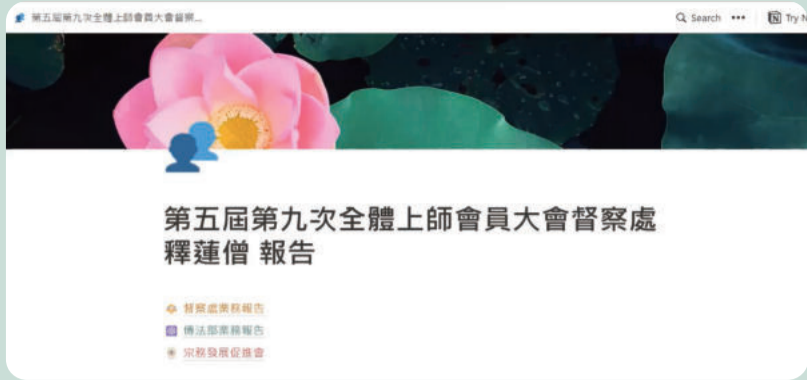 第五屆第九次全體上師會員大會督察...
Search
Try N
第五屆第九次全體上師會員大會督察處
釋蓮僧 報告
督察處業務報告
傳法部業務報告
宗務發展促進會